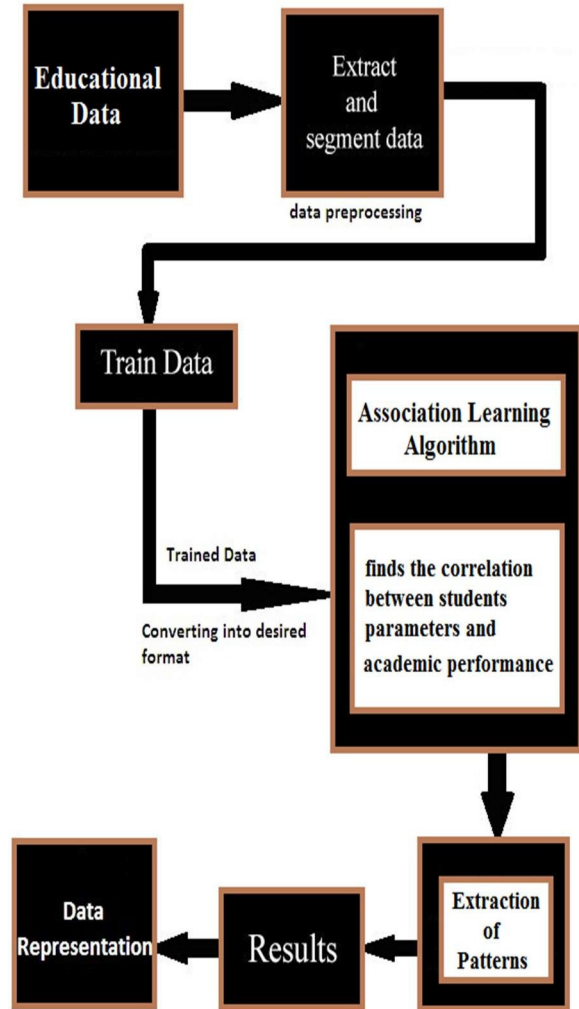 Educational
Data
Extract
and
segment data
data preprocessing
Train Data
Trained Data
Converting into desired
format
Association Learning
Algorithm
finds the correlation
between students
parameters and
academic performance
Extraction
of
Patterns
Results
Data
Representation